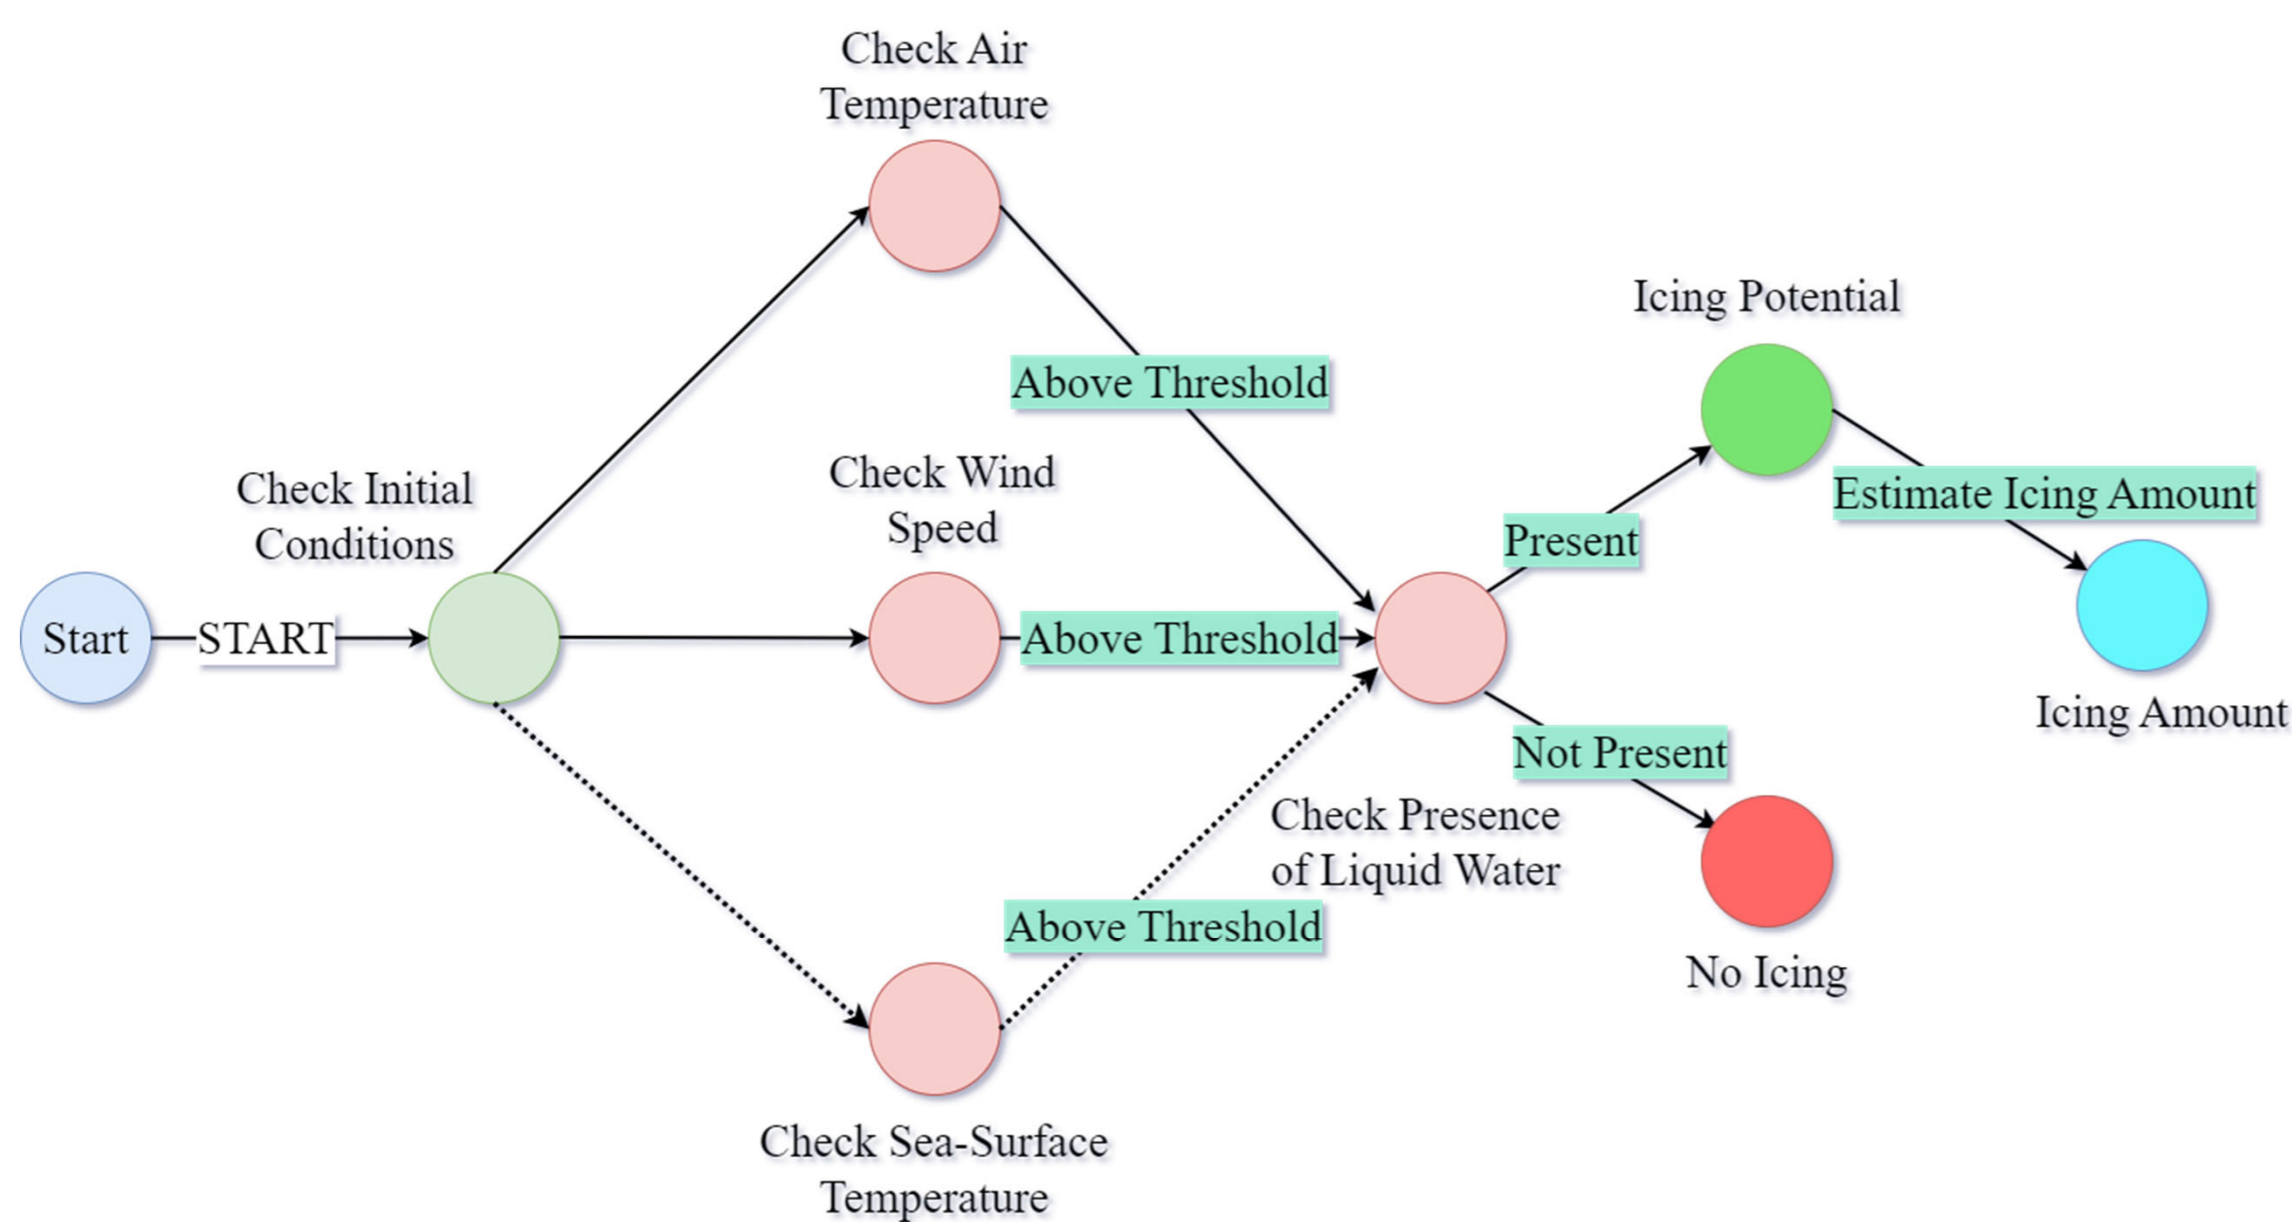 Check Air
Temperature
Icing Potential
Above Threshold
Check Wind
Speed
Check Initial
Conditions
Estimate Icing Amount
Present
Start
START
Above Threshold
Icing Amount
Not Present
Check Presence
of Liquid Water
Above Threshold
No Icing
Check Sea-Surface
Temperature